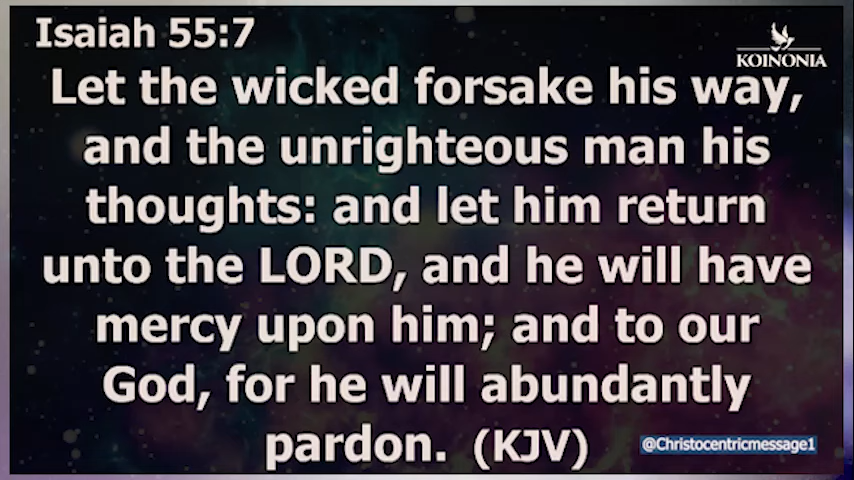 Isaiah 55:7
KOINONIA
Let the wicked forsake his way,
and the unrighteous man his
thoughts: and let him return
unto the LORD, and he will have
mercy upon him; and to our
God, for he will abundantly
pardon. (KJV)
@Christocentricmessage1